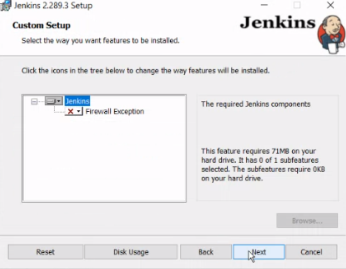 Jenkins 2.289.3 Setup
Custom Setup
Select the way you want features to be installed.
Jenkins
Click the icons in the tree below to change the way features will be installed.
Jenkins
Firewall Exception
The required Jenkins components
This feature requires 71MB on your
hard drive. It has 0 of 1 subfeatures
selected. The subfeatures require 0KB
on your hard drive.
Browse...
Reset
Disk Usage
Back
Next
Cancel